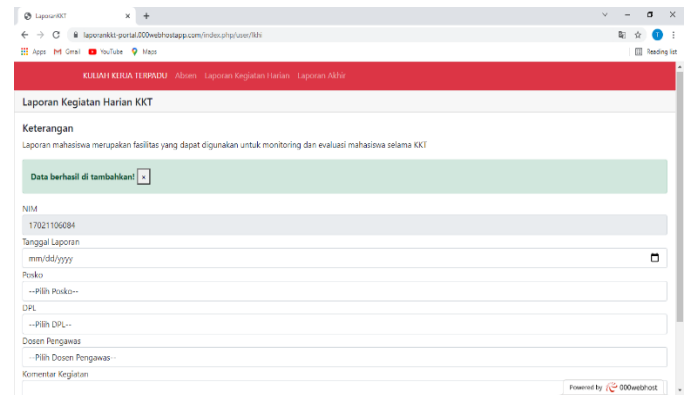 LaporanKKT
laporankkt-portal.000webhostapp.com/index.php/user/lkhi
Apps Gmail YouTube Maps Reading list
KULIAH KERJA TERPADU Absen Laporan Kegiatan Harian Laporan Akhir
Laporan Kegiatan Harian KKT
Keterangan
Laporan mahasiswa merupakan fasilitas yang dapat digunakan untuk monitoring dan evaluasi mahasiswa selama KKT
Data berhasil di tambahkan! ×
NIM
17021106084
Tanggal Laporan
mm/dd/yyyy
Posko
--Pilih Posko--
DPL
--Pilih DPL--
Dosen Pengawas
--Pilih Dosen Pengawas--
Komentar Kegiatan
Powered by 000webhost